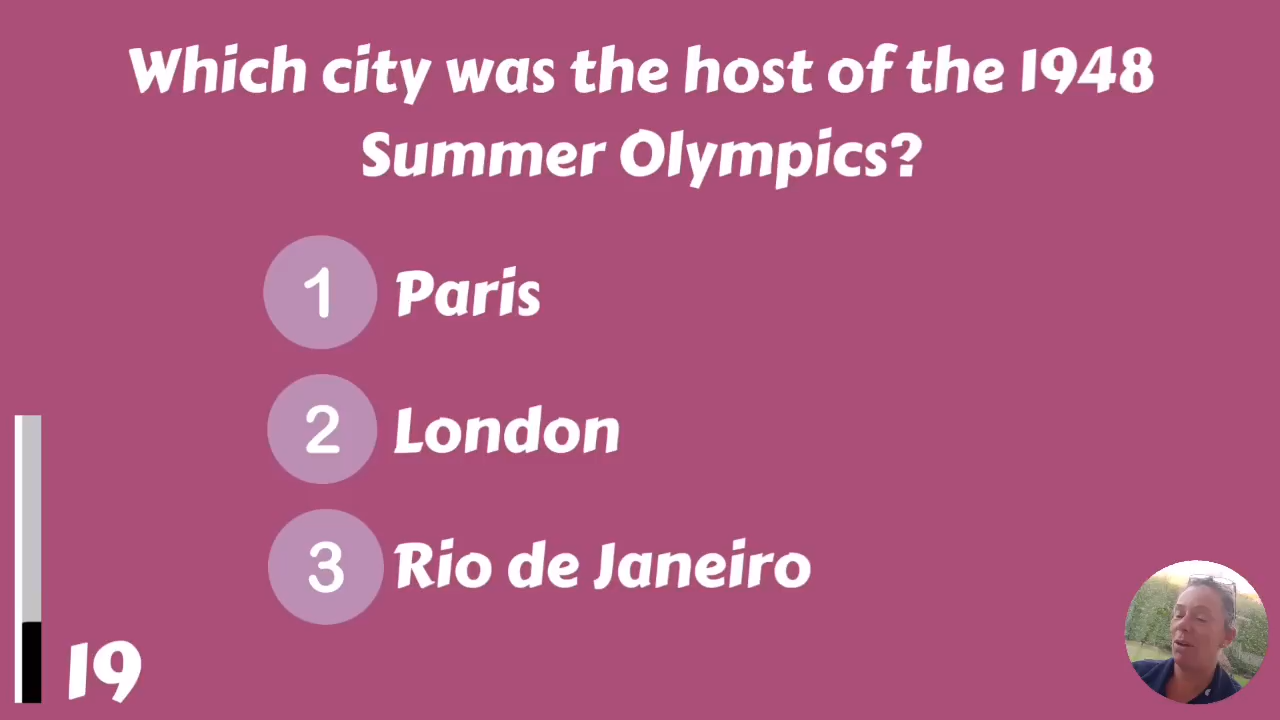 Which city was the host of the 1948
Summer Olympics?
1 Paris
2 London
3 Rio de Janeiro
19